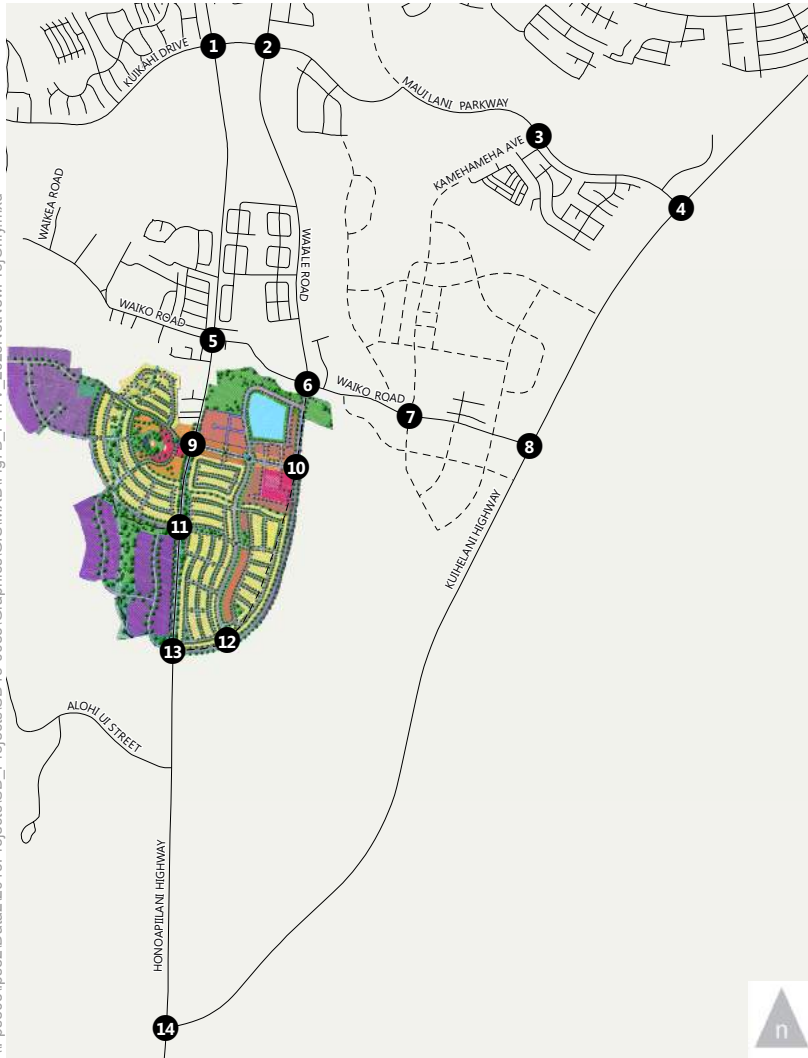 1
2
KUIKAHI DRIVE
MAUI LANI PARKWAY
3
KAMEHAMEHA AVE
4
WAIKEA ROAD
WAIALE ROAD
WAIKO ROAD
5
6
WAIKO ROAD
7
8
9
10
11
KUIHELANI HIGHWAY
12
13
ALOHI UI STREET
HONOAPIILANI HIGHWAY
14
n